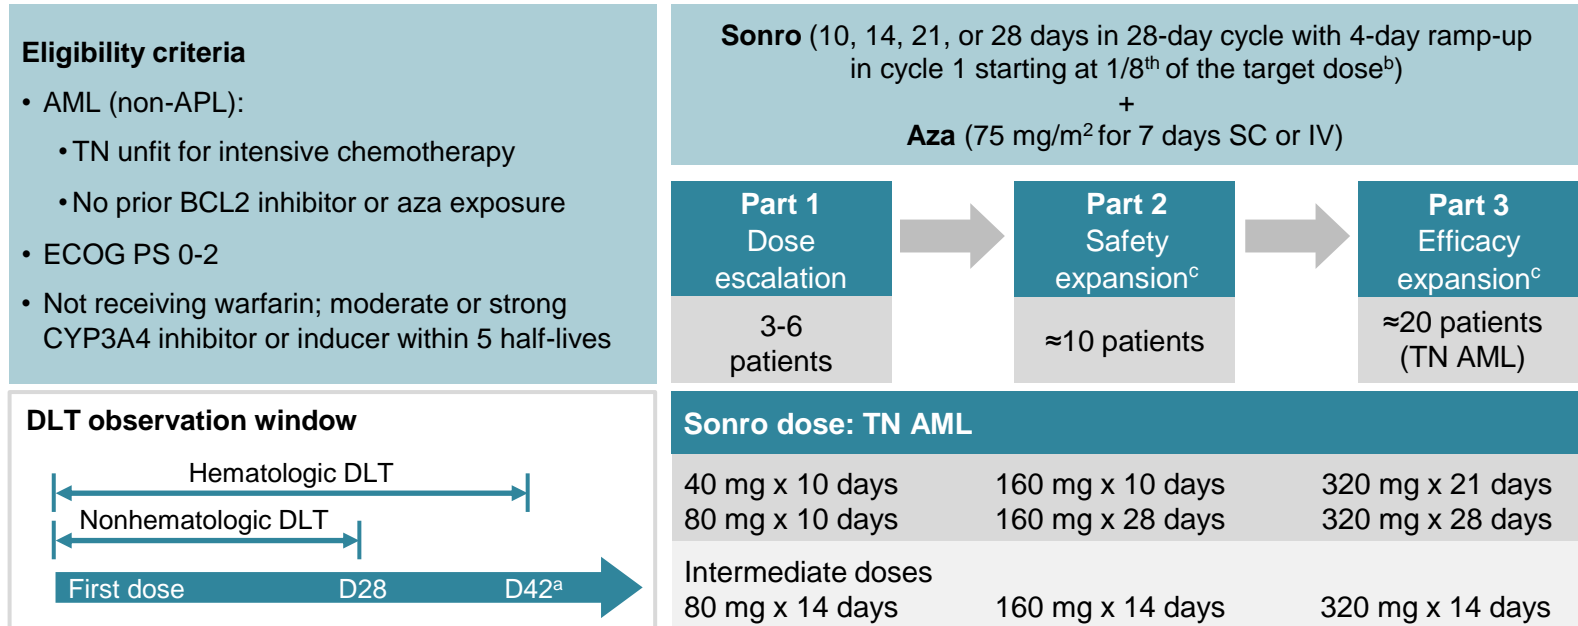 Eligibility criteria
• AML (non-APL):
• TN unfit for intensive chemotherapy
• No prior BCL2 inhibitor or aza exposure
• ECOG PS 0-2
• Not receiving warfarin; moderate or strong
CYP3A4 inhibitor or inducer within 5 half-lives
DLT observation window
Hematologic DLT
Nonhematologic DLT
First dose D28 D42ᵃ
Sonro (10, 14, 21, or 28 days in 28-day cycle with 4-day ramp-up
in cycle 1 starting at 1/8ᵗʰ of the target doseᵇ)
+
Aza (75 mg/m² for 7 days SC or IV)
Part 1
Dose
escalation
3-6
patients
Part 2
Safety
expansionᶜ
≈10 patients
Part 3
Efficacy
expansionᶜ
≈20 patients
(TN AML)
Sonro dose: TN AML
40 mg x 10 days 160 mg x 10 days 320 mg x 21 days
80 mg x 10 days 160 mg x 28 days 320 mg x 28 days
Intermediate doses
80 mg x 14 days 160 mg x 14 days 320 mg x 14 days